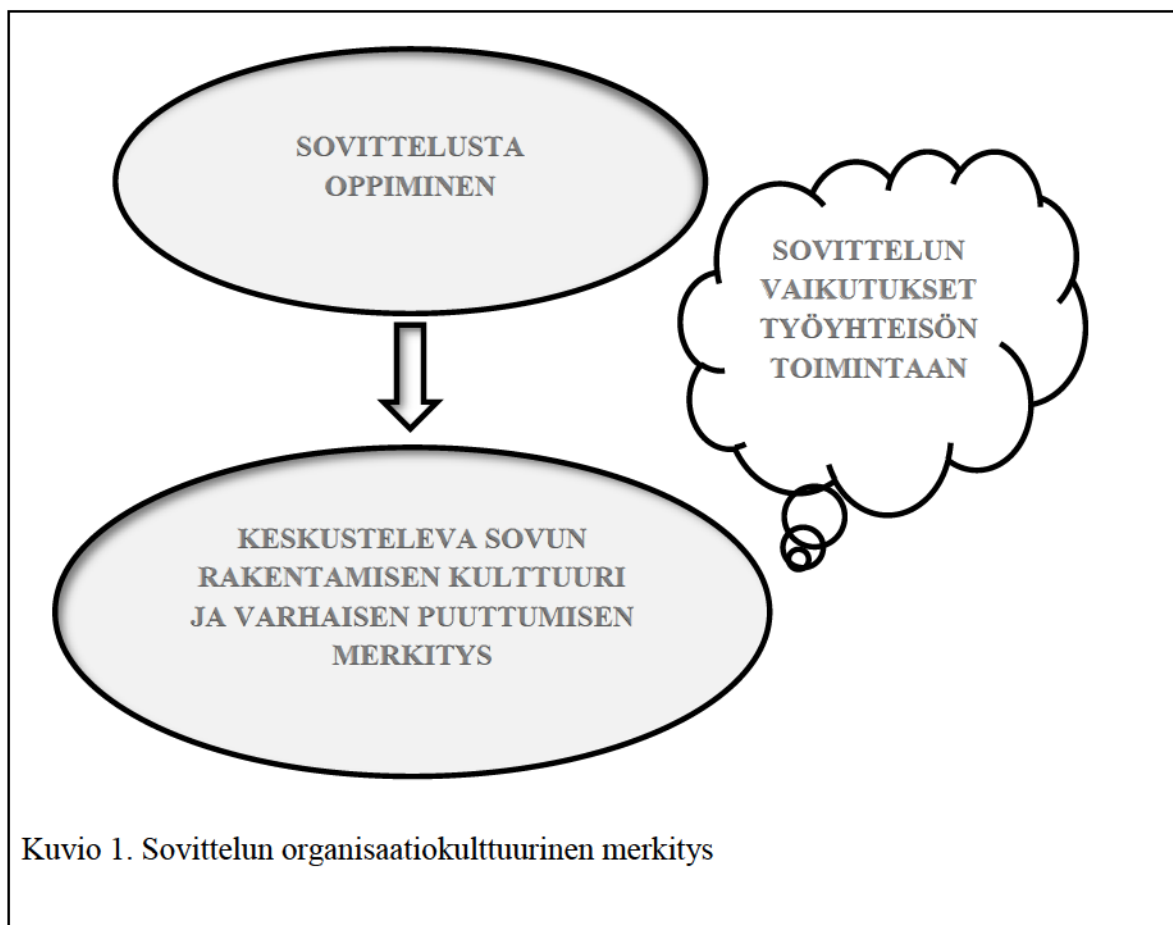 SOVITTELUSTA
OPPIMINEN
SOVITTELUN
VAIKUTUKSET
TYÖYHTEISÖN
TOIMINTAAN
KESKUSTELEVA SOVUN
RAKENTAMISEN KULTTUURI
JA VARHAISEN PUUTTUMISEN
MERKITYS
Kuvio 1. Sovittelun organisaatiokulttuurinen merkitys